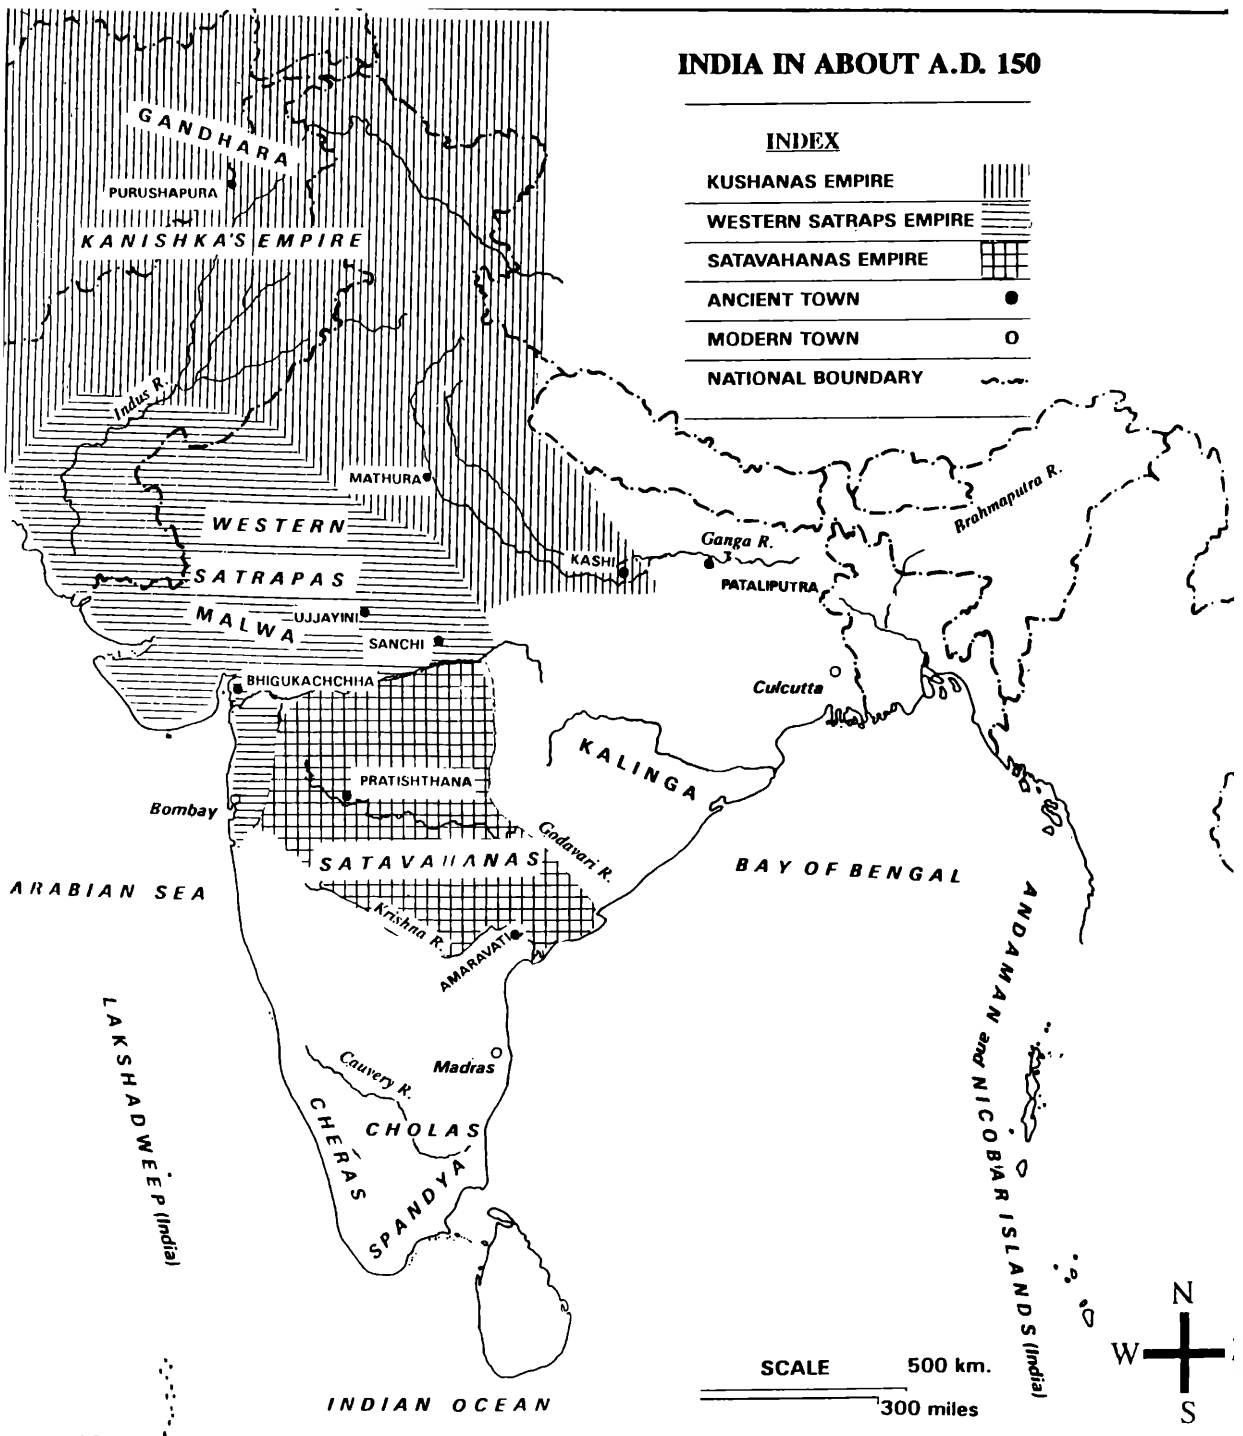 INDIA IN ABOUT A.D. 150
INDEX
KUSHANAS EMPIRE
WESTERN SATRAPS EMPIRE
SATAVAHANAS EMPIRE
ANCIENT TOWN
MODERN TOWN
NATIONAL BOUNDARY
GANDHARA
PURUSHAPURA
KANISHKA'S EMPIRE
Indus R.
MATHURA
WESTERN
SATRAPAS
MALWA
UJJAYINI
SANCHI
KASHI
Ganga R.
PATALIPUTRA
Brahmaputra R.
BHIGUKACHCHHA
Culcutta
KALINGA
PRATISHTHANA
Bombay
SATAVAHANAS
Godavari R.
BAY OF BENGAL
ARABIAN SEA
Krishna R.
AMARAVATI
ANDAMAN and NICOBAR ISLANDS (India)
LAKSHADWEEP (India)
Cauvery R.
Madras
CHERAS
CHOLAS
SPANDYA
INDIAN OCEAN
SCALE
500 km.
300 miles
N
W
S